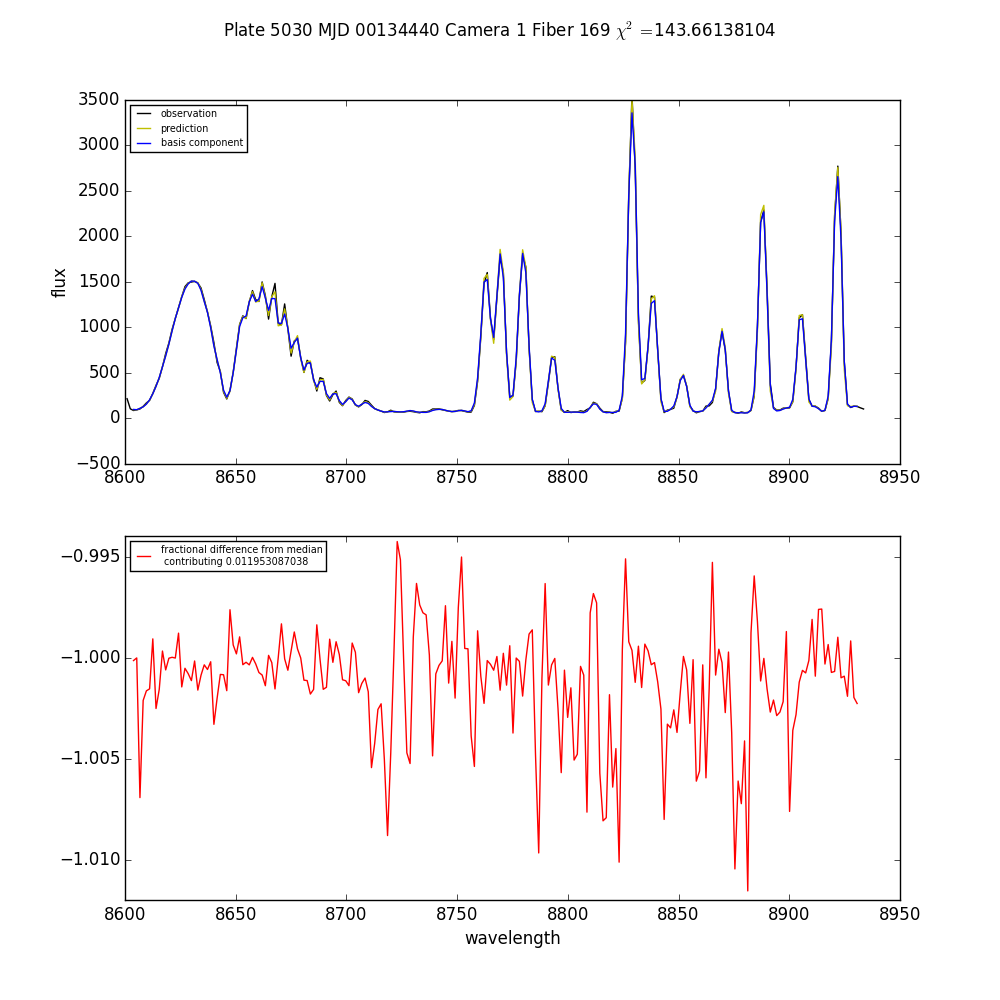 Plate 5030 MJD 00134440 Camera 1 Fiber 169 χ² =143.66138104
3500
3000
2500
2000
1500
1000
500
0
−500
flux
observation
prediction
basis component
8600 8650 8700 8750 8800 8850 8900 8950
−0.995
−1.000
−1.005
−1.010
fractional difference from median
contributing 0.011953087038
8600 8650 8700 8750 8800 8850 8900 8950
wavelength